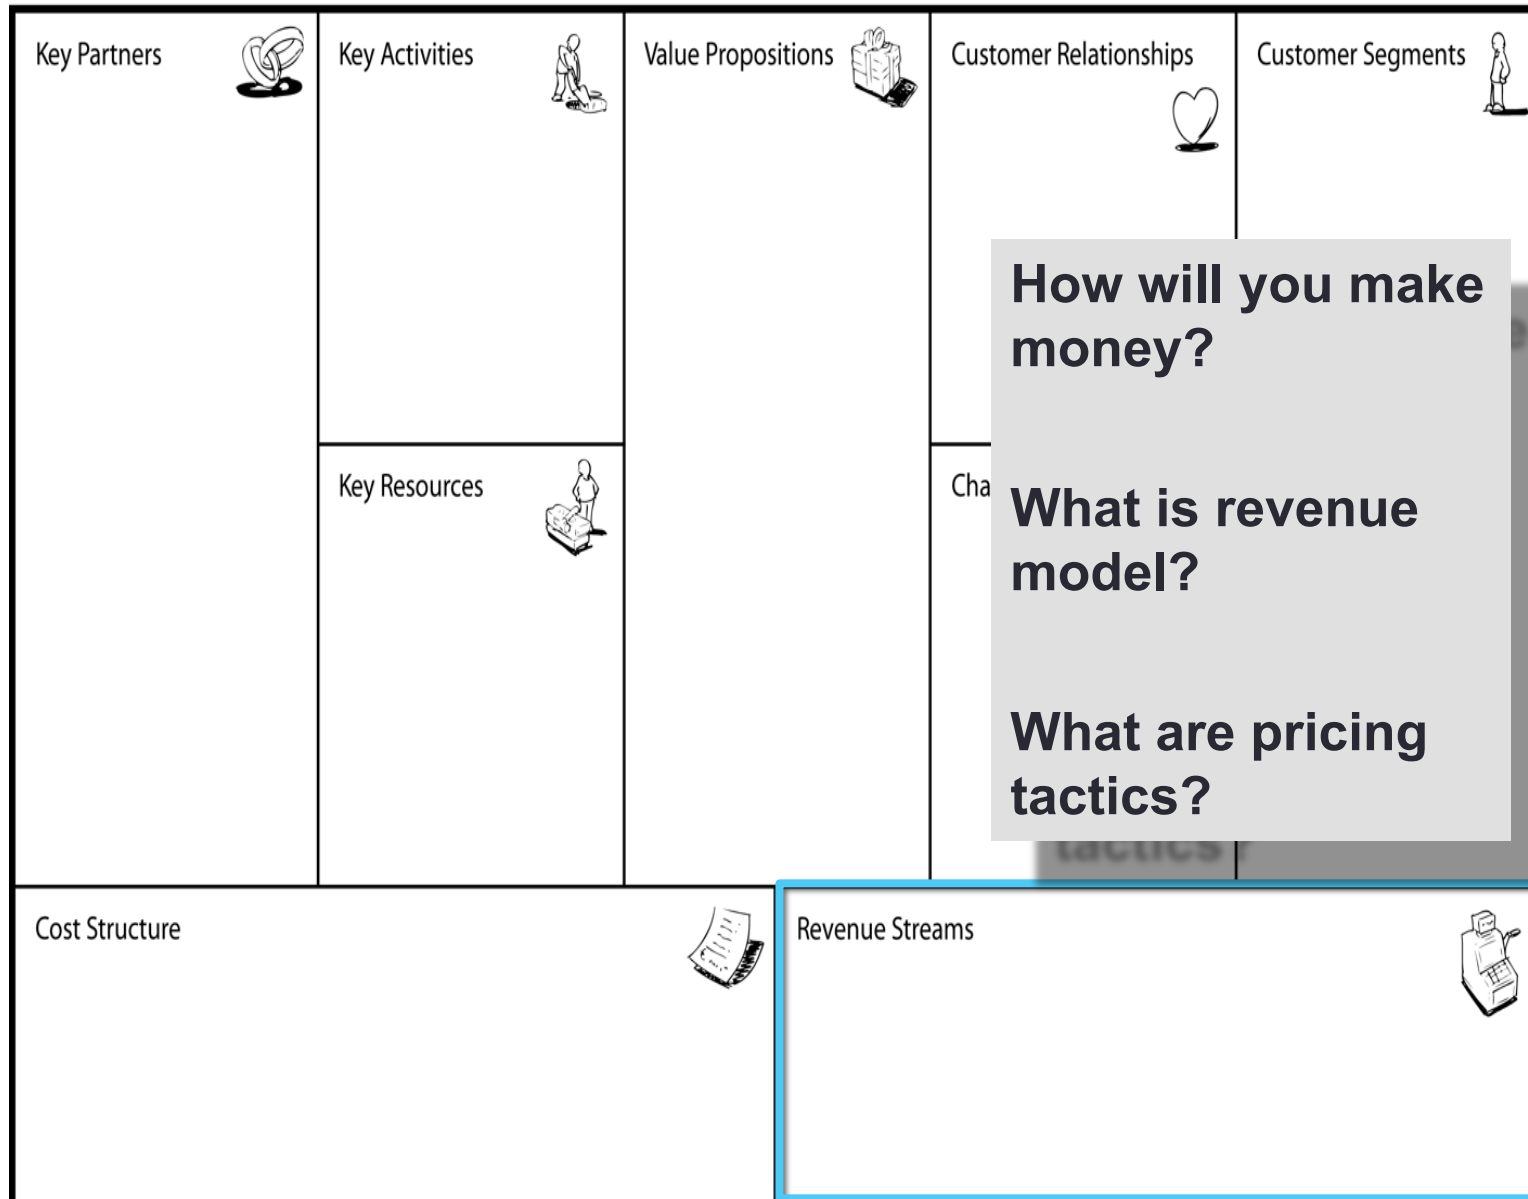 Key Partners
Key Activities
Value Propositions
Customer Relationships
Customer Segments
How will you make
money?
Key Resources
Cha
What is revenue
model?
What are pricing
tactics?
tactics?
Cost Structure
Revenue Streams